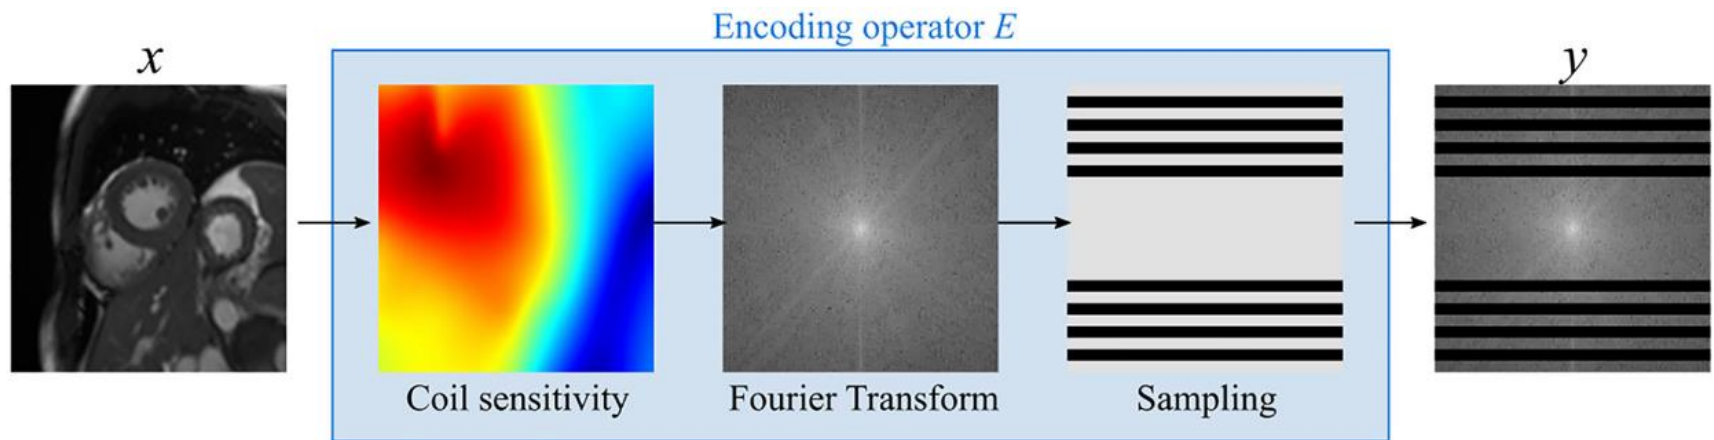 Encoding operator E
x
y
Coil sensitivity
Fourier Transform
Sampling